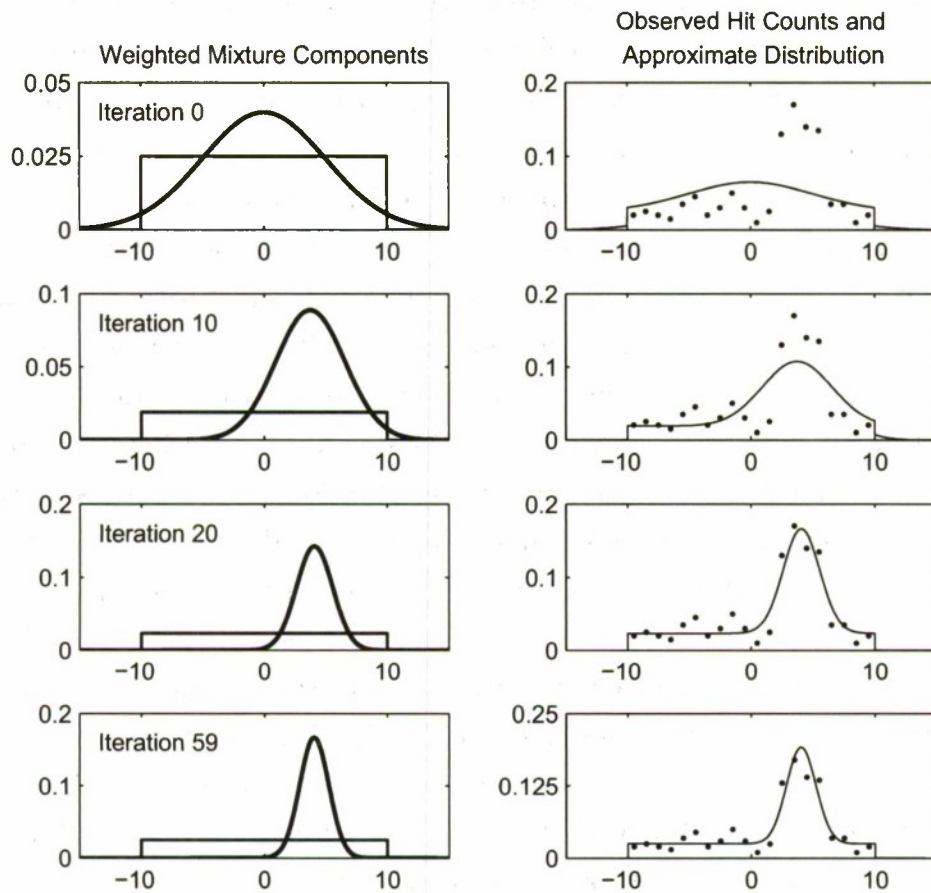 Weighted Mixture Components
Observed Hit Counts and
Approximate Distribution
0.05
0.025
0
Iteration 0
−10 0 10
0.2
0.1
0
−10 0 10
0.1
0.05
0
Iteration 10
−10 0 10
0.2
0.1
0
−10 0 10
0.2
0.1
0
Iteration 20
−10 0 10
0.2
0.1
0
−10 0 10
0.2
0.1
0
Iteration 59
−10 0 10
0.25
0.125
0
−10 0 10